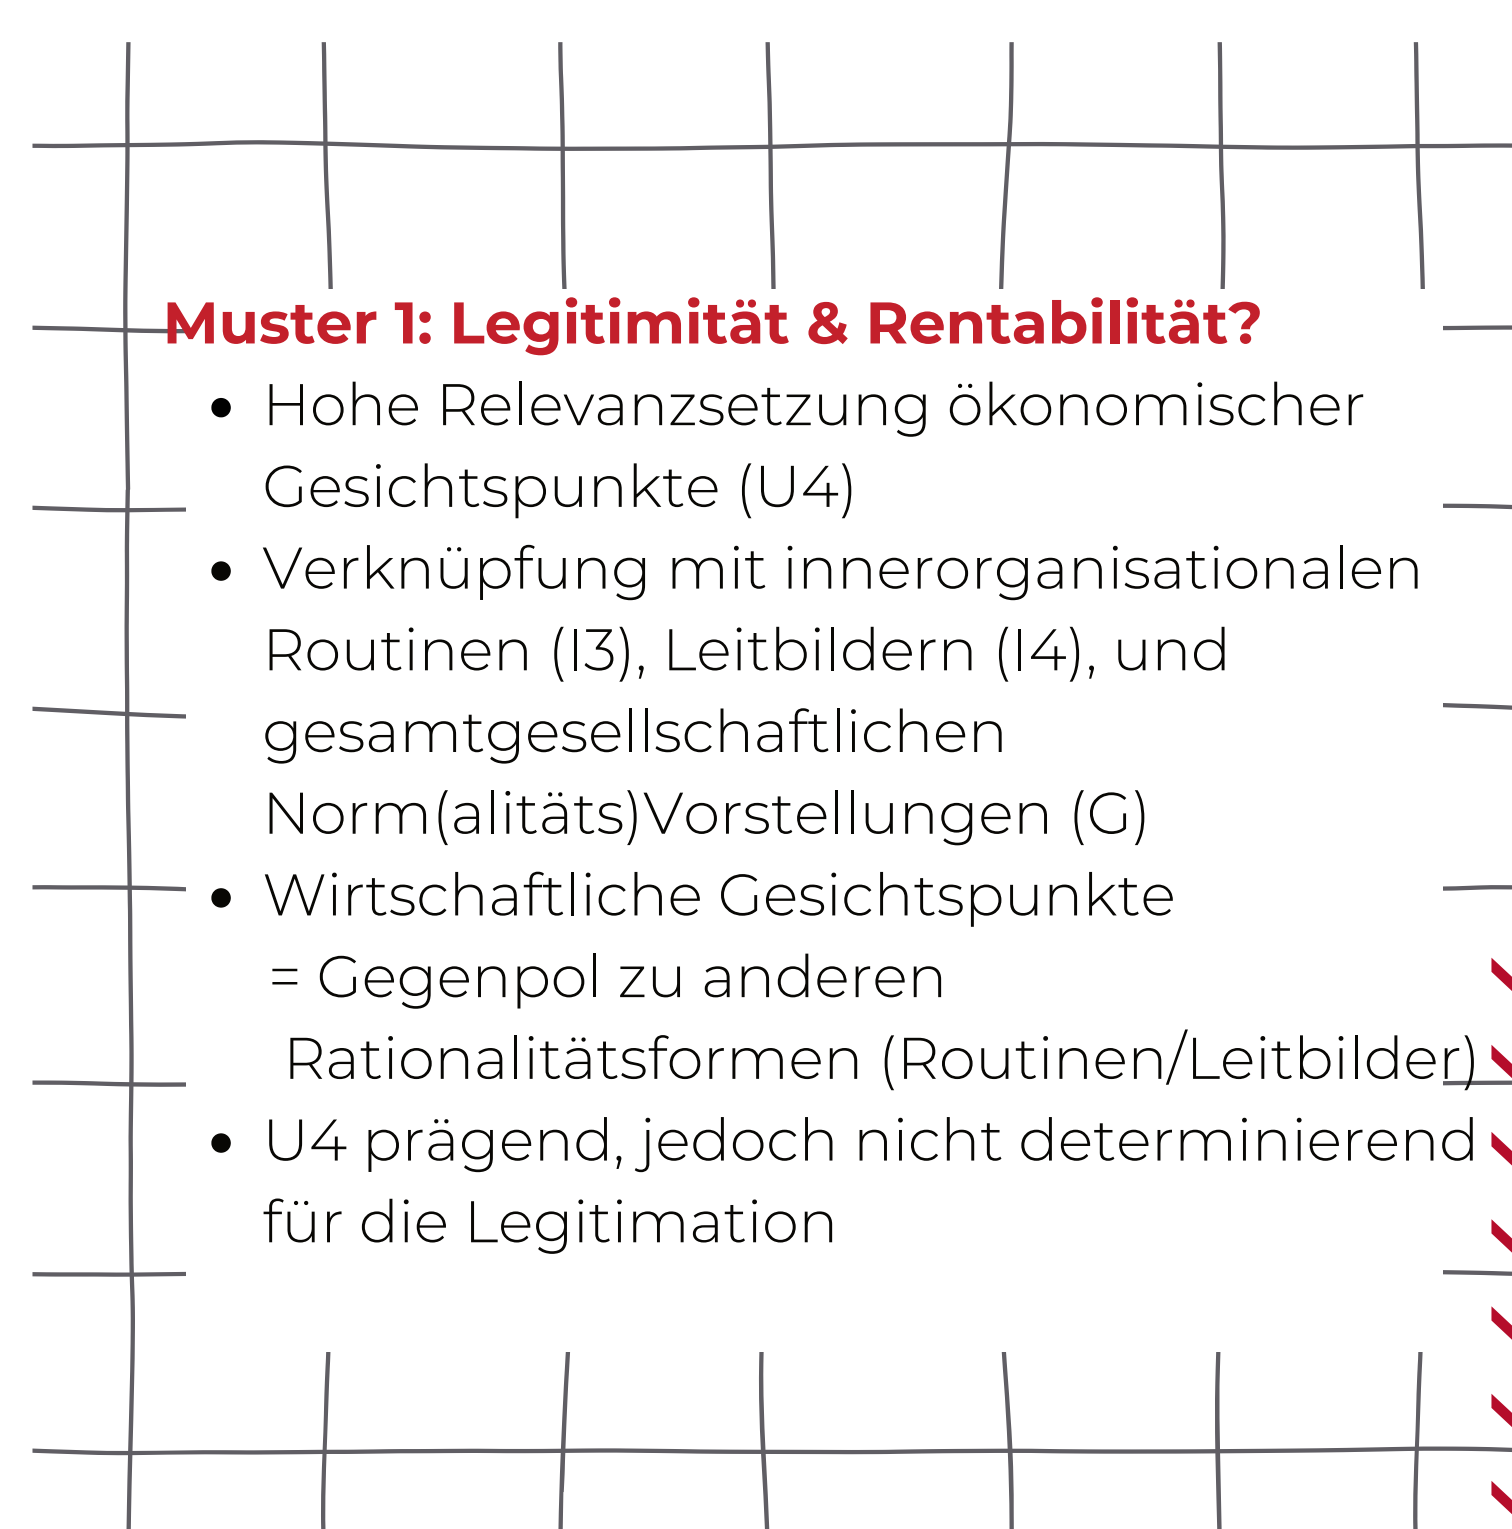 Muster 1: Legitimität & Rentabilität?
• Hohe Relevanzsetzung ökonomischer
Gesichtspunkte (U4)
• Verknüpfung mit innerorganisationalen
Routinen (I3), Leitbildern (I4), und
gesamtgesellschaftlichen
Norm(alitäts)Vorstellungen (G)
• Wirtschaftliche Gesichtspunkte
= Gegenpol zu anderen
Rationalitätsformen (Routinen/Leitbilder)
• U4 prägend, jedoch nicht determinierend
für die Legitimation